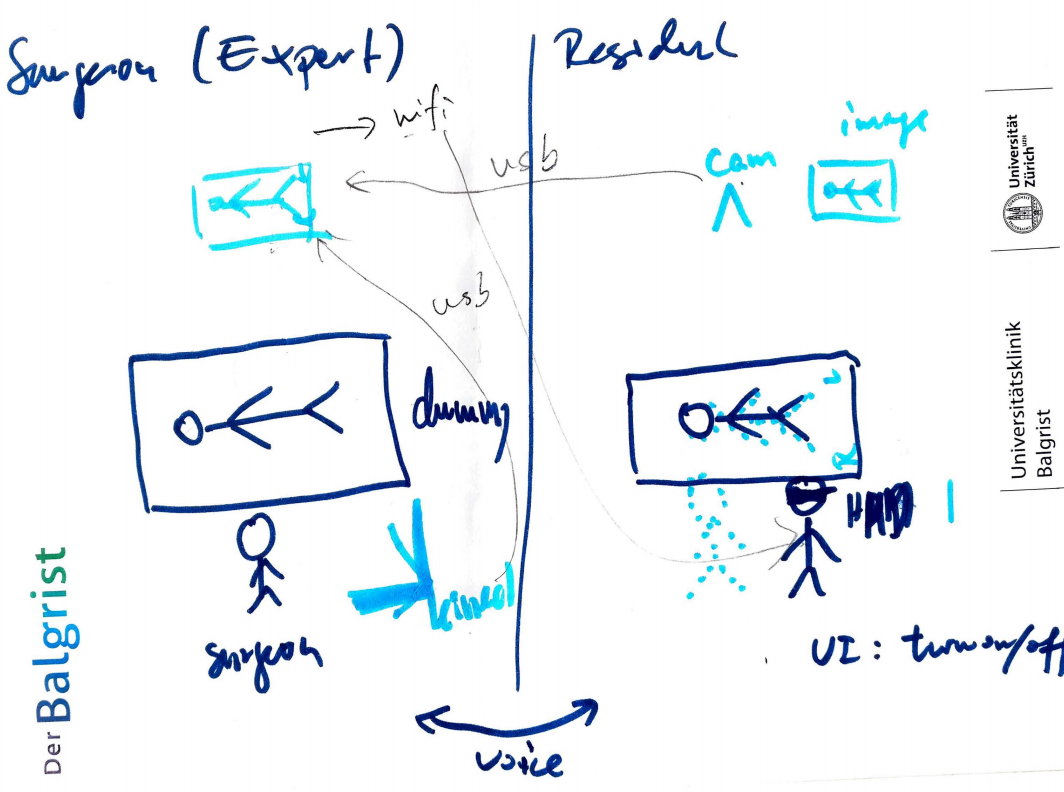 Surgeon (Expert)
Resident
→ wifi
usb
cam
image
usb
dummy
kinect
HMD
surgeon
UI: turn on/off
voice
L
R
Der Balgrist
Universität
Zürich UZH
Universitätsklinik
Balgrist